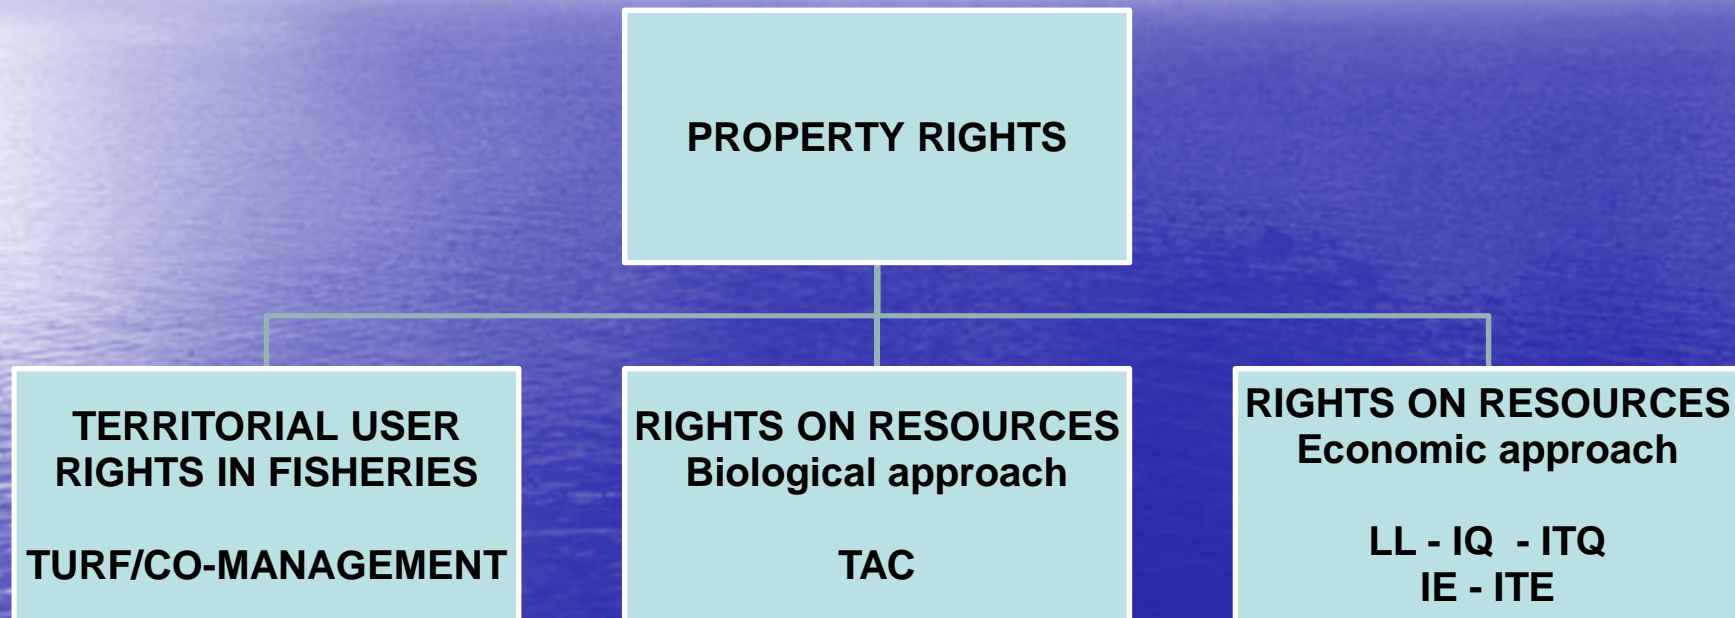 PROPERTY RIGHTS
TERRITORIAL USER
RIGHTS IN FISHERIES
TURF/CO-MANAGEMENT
RIGHTS ON RESOURCES
Biological approach
TAC
RIGHTS ON RESOURCES
Economic approach
LL - IQ - ITQ
IE - ITE